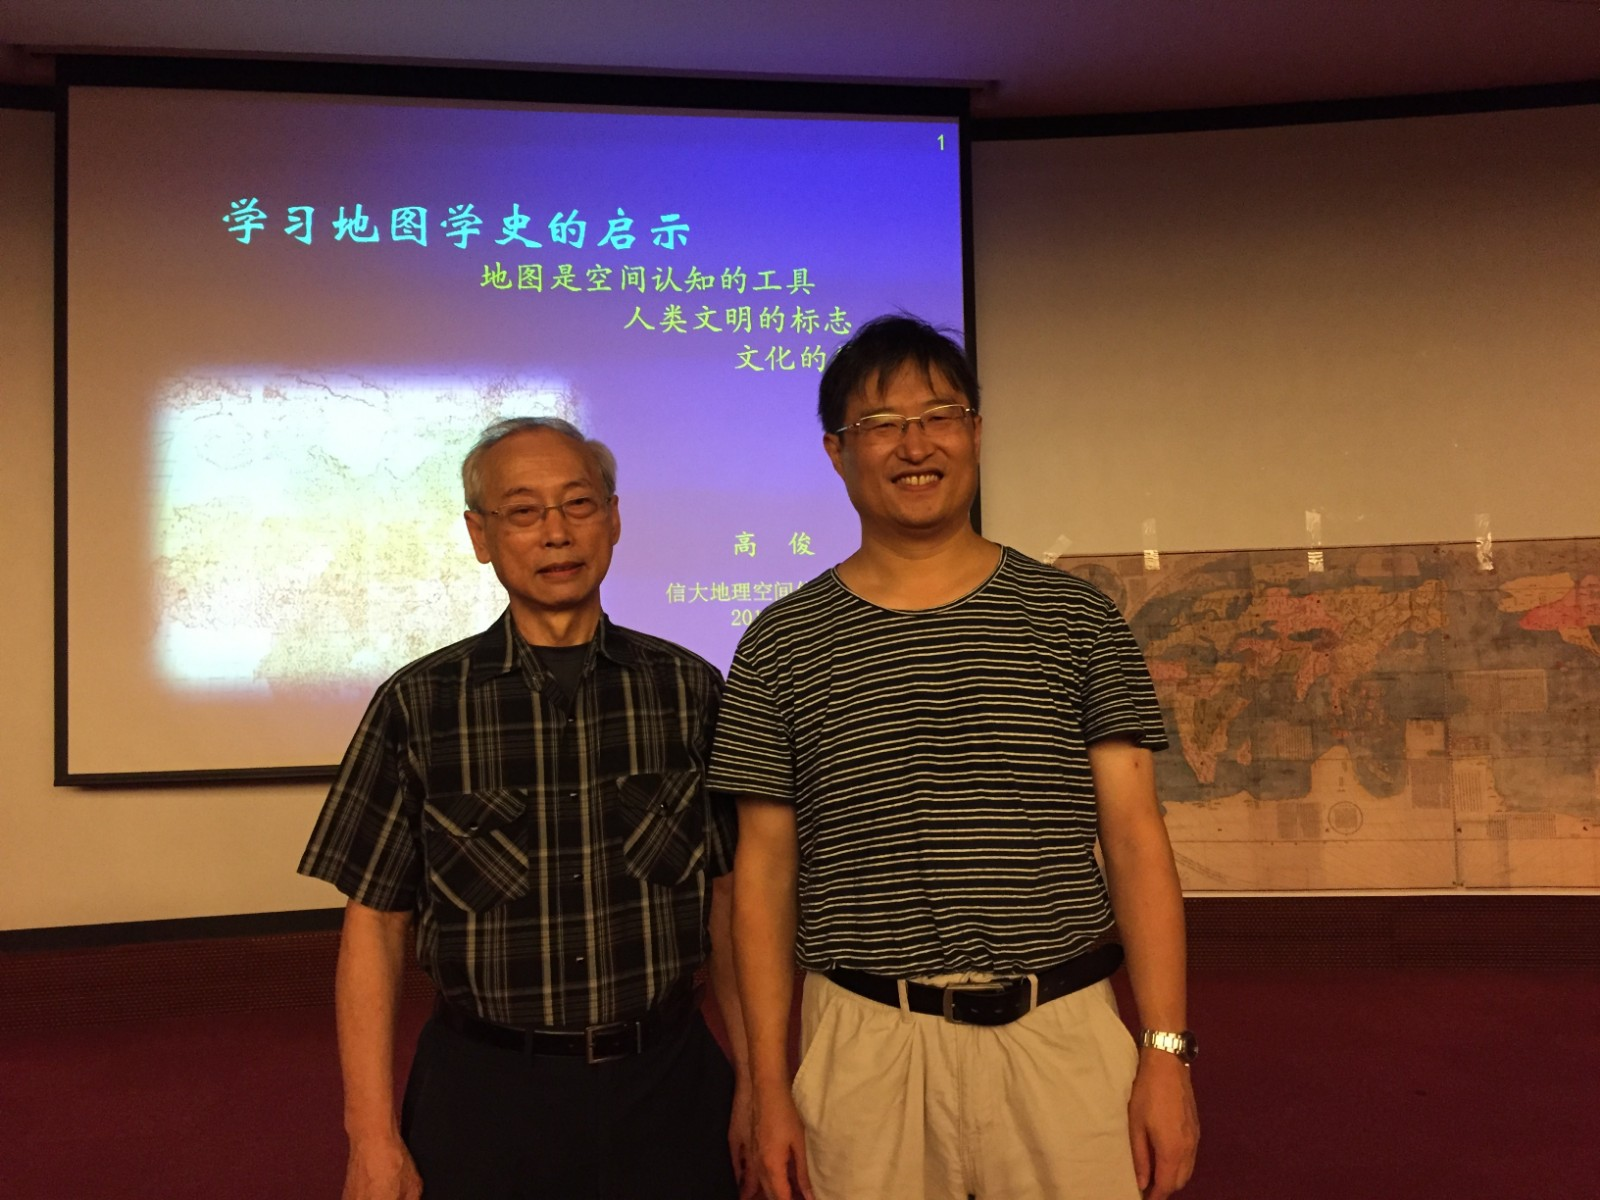 1
学习地图学史的启示
地图是空间认知的工具
人类文明的标志
文化的
高 俊
信大地理空间
201